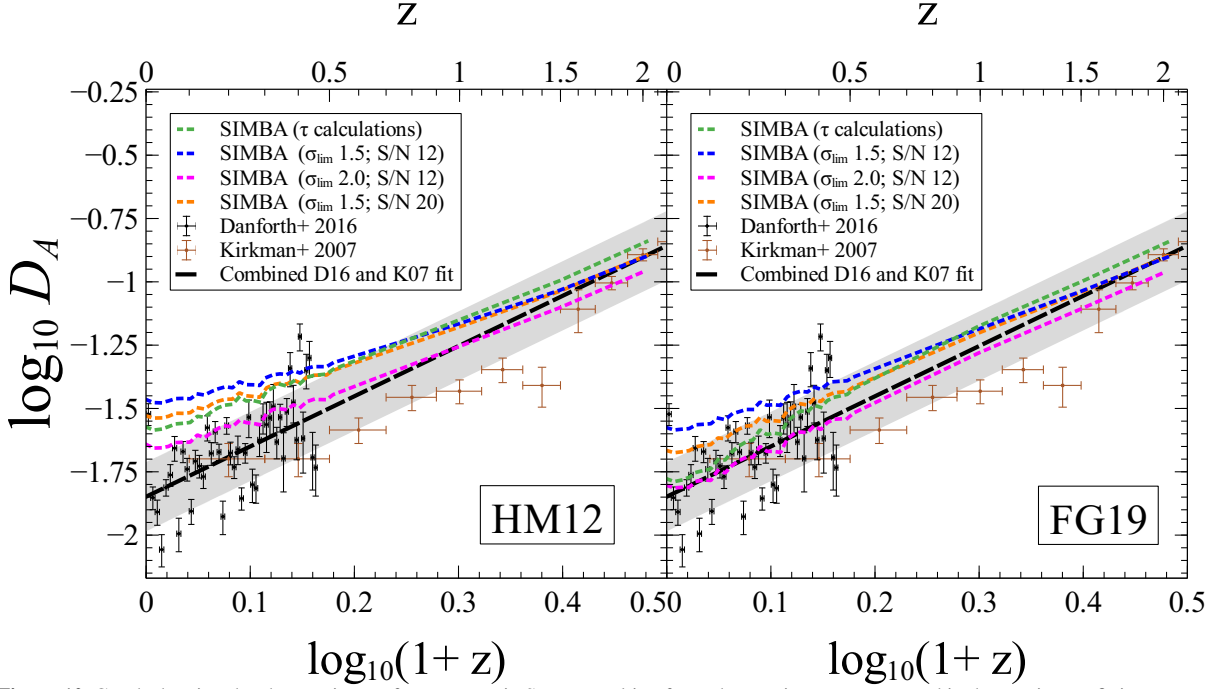 z
z
0
0.5
1
1.5
2
0
0.5
1
1.5
2
−0.25
−0.5
−0.75
−1
−1.25
−1.5
−1.75
−2
log10 DA
SIMBA (τ calculations)
SIMBA (σlim 1.5; S/N 12)
SIMBA (σlim 2.0; S/N 12)
SIMBA (σlim 1.5; S/N 20)
Danforth+ 2016
Kirkman+ 2007
Combined D16 and K07 fit
HM12
SIMBA (τ calculations)
SIMBA (σlim 1.5; S/N 12)
SIMBA (σlim 2.0; S/N 12)
SIMBA (σlim 1.5; S/N 20)
Danforth+ 2016
Kirkman+ 2007
Combined D16 and K07 fit
FG19
0
0.1
0.2
0.3
0.4
0.5
0.1
0.2
0.3
0.4
0.5
log10(1+ z)
log10(1+ z)